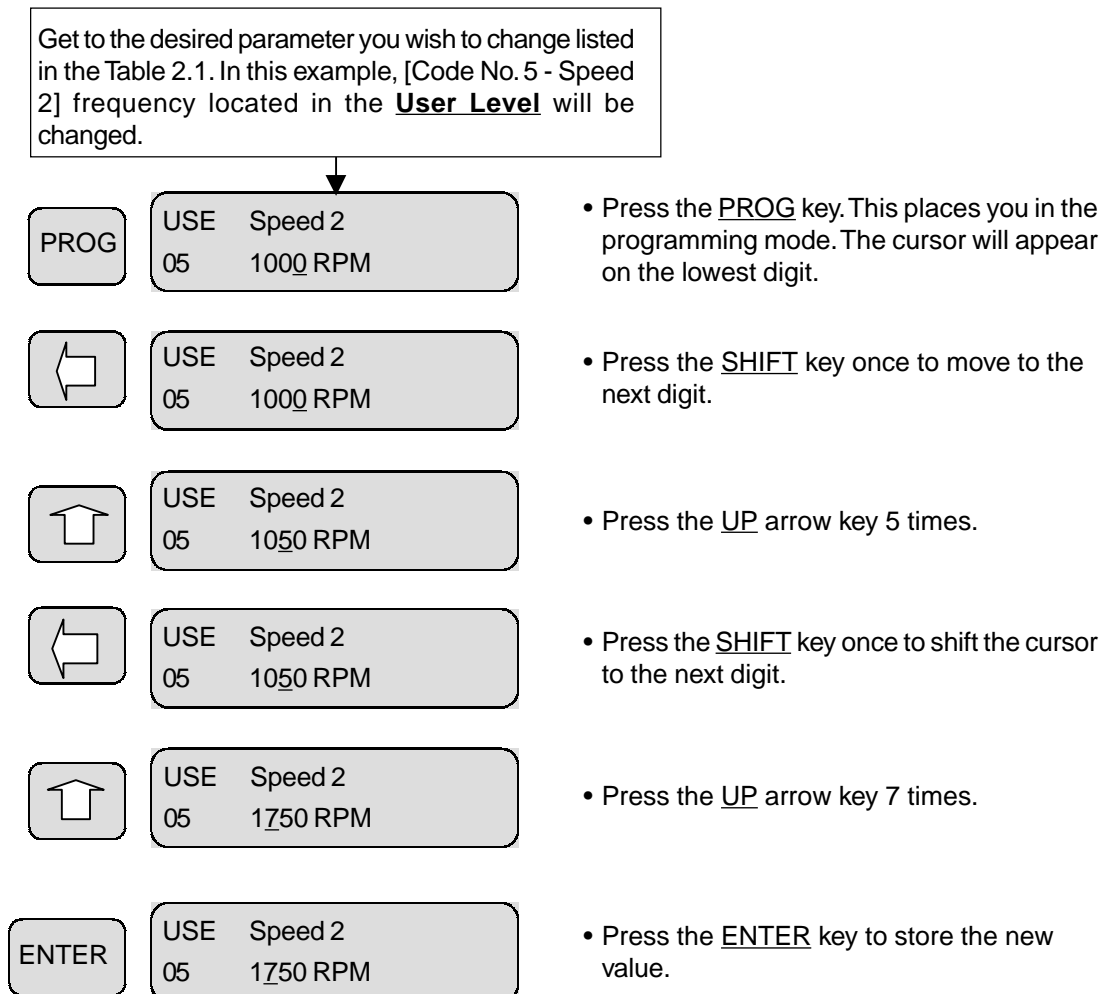 Get to the desired parameter you wish to change listed
in the Table 2.1. In this example, [Code No. 5 - Speed
2] frequency located in the User Level will be
changed.
PROG
USE Speed 2
05 1000 RPM
• Press the PROG key. This places you in the
programming mode. The cursor will appear
on the lowest digit.
USE Speed 2
05 1000 RPM
• Press the SHIFT key once to move to the
next digit.
USE Speed 2
05 1050 RPM
• Press the UP arrow key 5 times.
USE Speed 2
05 1050 RPM
• Press the SHIFT key once to shift the cursor
to the next digit.
USE Speed 2
05 1750 RPM
• Press the UP arrow key 7 times.
ENTER
USE Speed 2
05 1750 RPM
• Press the ENTER key to store the new
value.